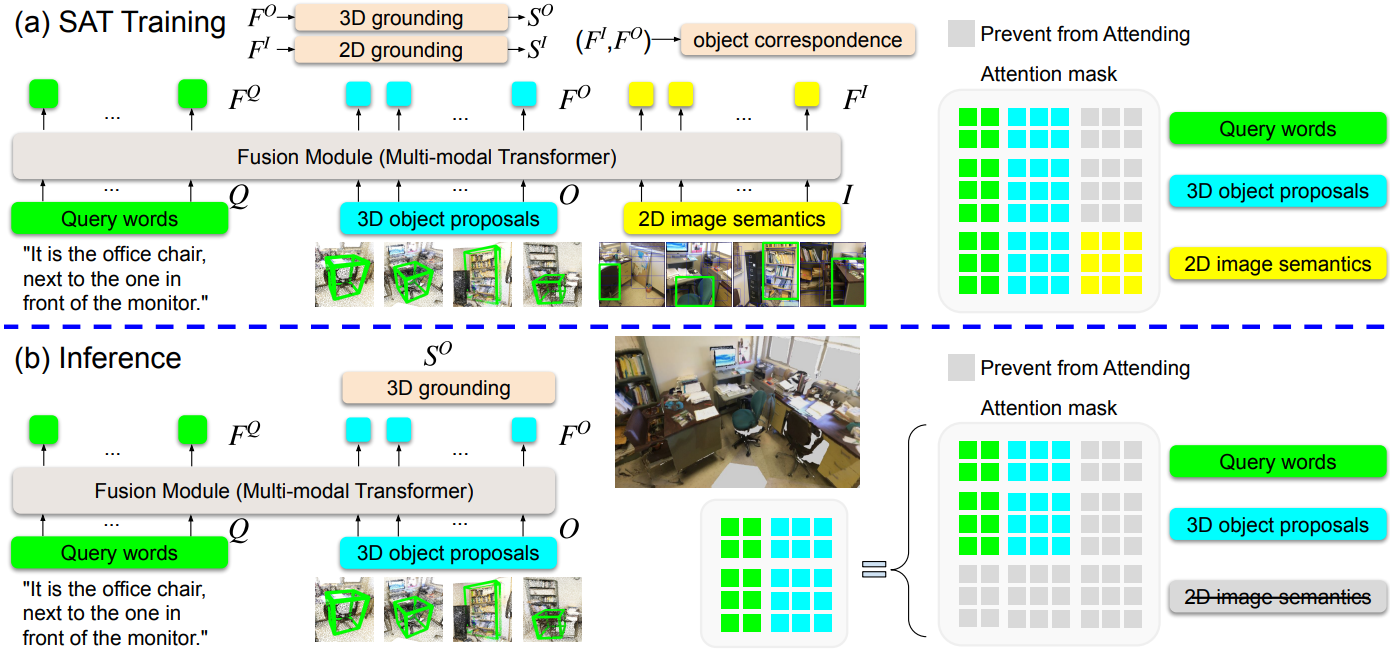 (a) SAT Training
F^O 3D grounding S^O
F^I 2D grounding S^I
(F^I,F^O) object correspondence
Prevent from Attending
Attention mask
... F^Q ... F^O ... F^I
Fusion Module (Multi-modal Transformer)
... Q ... O ... I
Query words
3D object proposals
2D image semantics
"It is the office chair,
next to the one in
front of the monitor."
Query words
3D object proposals
2D image semantics
(b) Inference
S^O
3D grounding
Prevent from Attending
Attention mask
... F^Q ... F^O
Fusion Module (Multi-modal Transformer)
... Q ... O
Query words
3D object proposals
"It is the office chair,
next to the one in
front of the monitor."
=
Query words
3D object proposals
2D image semantics